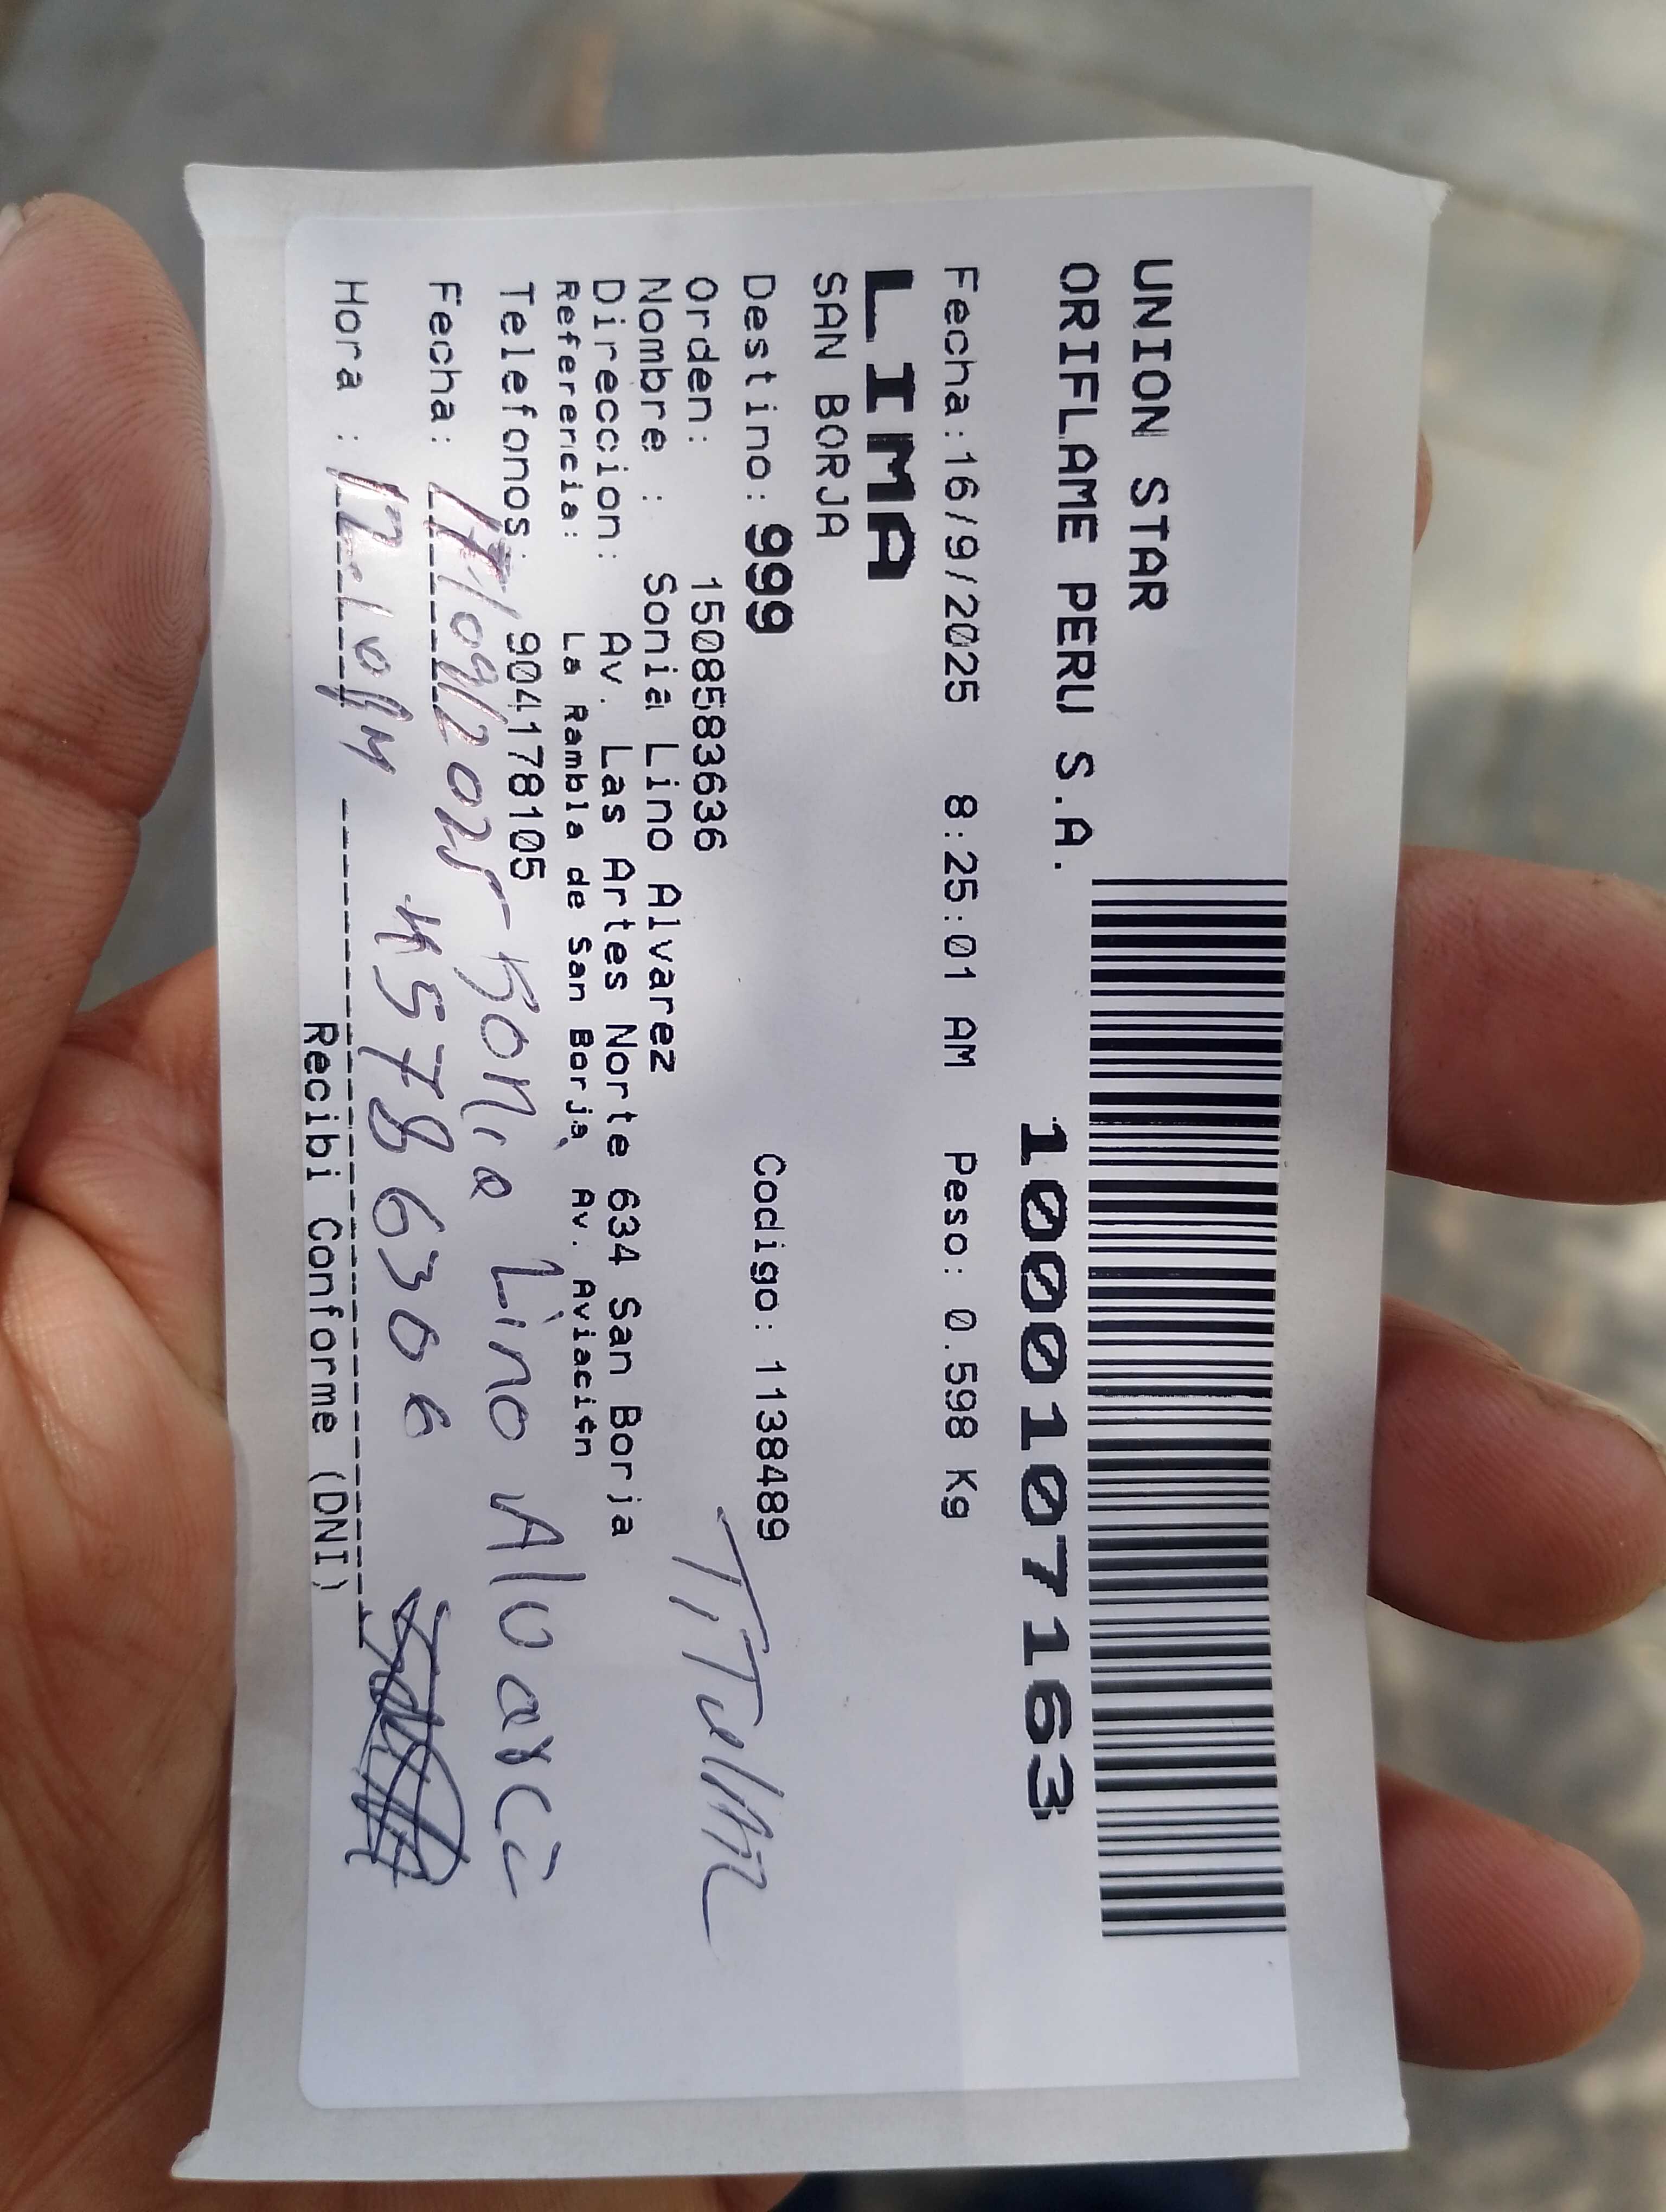 UNION STAR
ORIFLAME PERU S.A.
1000107163
Fecha:16/9/2025 8:25:01 AM Peso: 0.598 Kg
LIMA
SAN BORJA
Destino: 999 Codigo: 138489
Orden: 1508583636
Nombre : Sonia Lino Alvarez
Direccion: Av. Las Artes Norte 634 San Borja
Referencia: La Rambla de San Borja, Av. Aviación
Telefonos: 904178105
Titular
Fecha: 17/09/2025 Sonia Lino Alvarez
Hora : 12:10PM 45786306
Recibi Conforme (DNI)